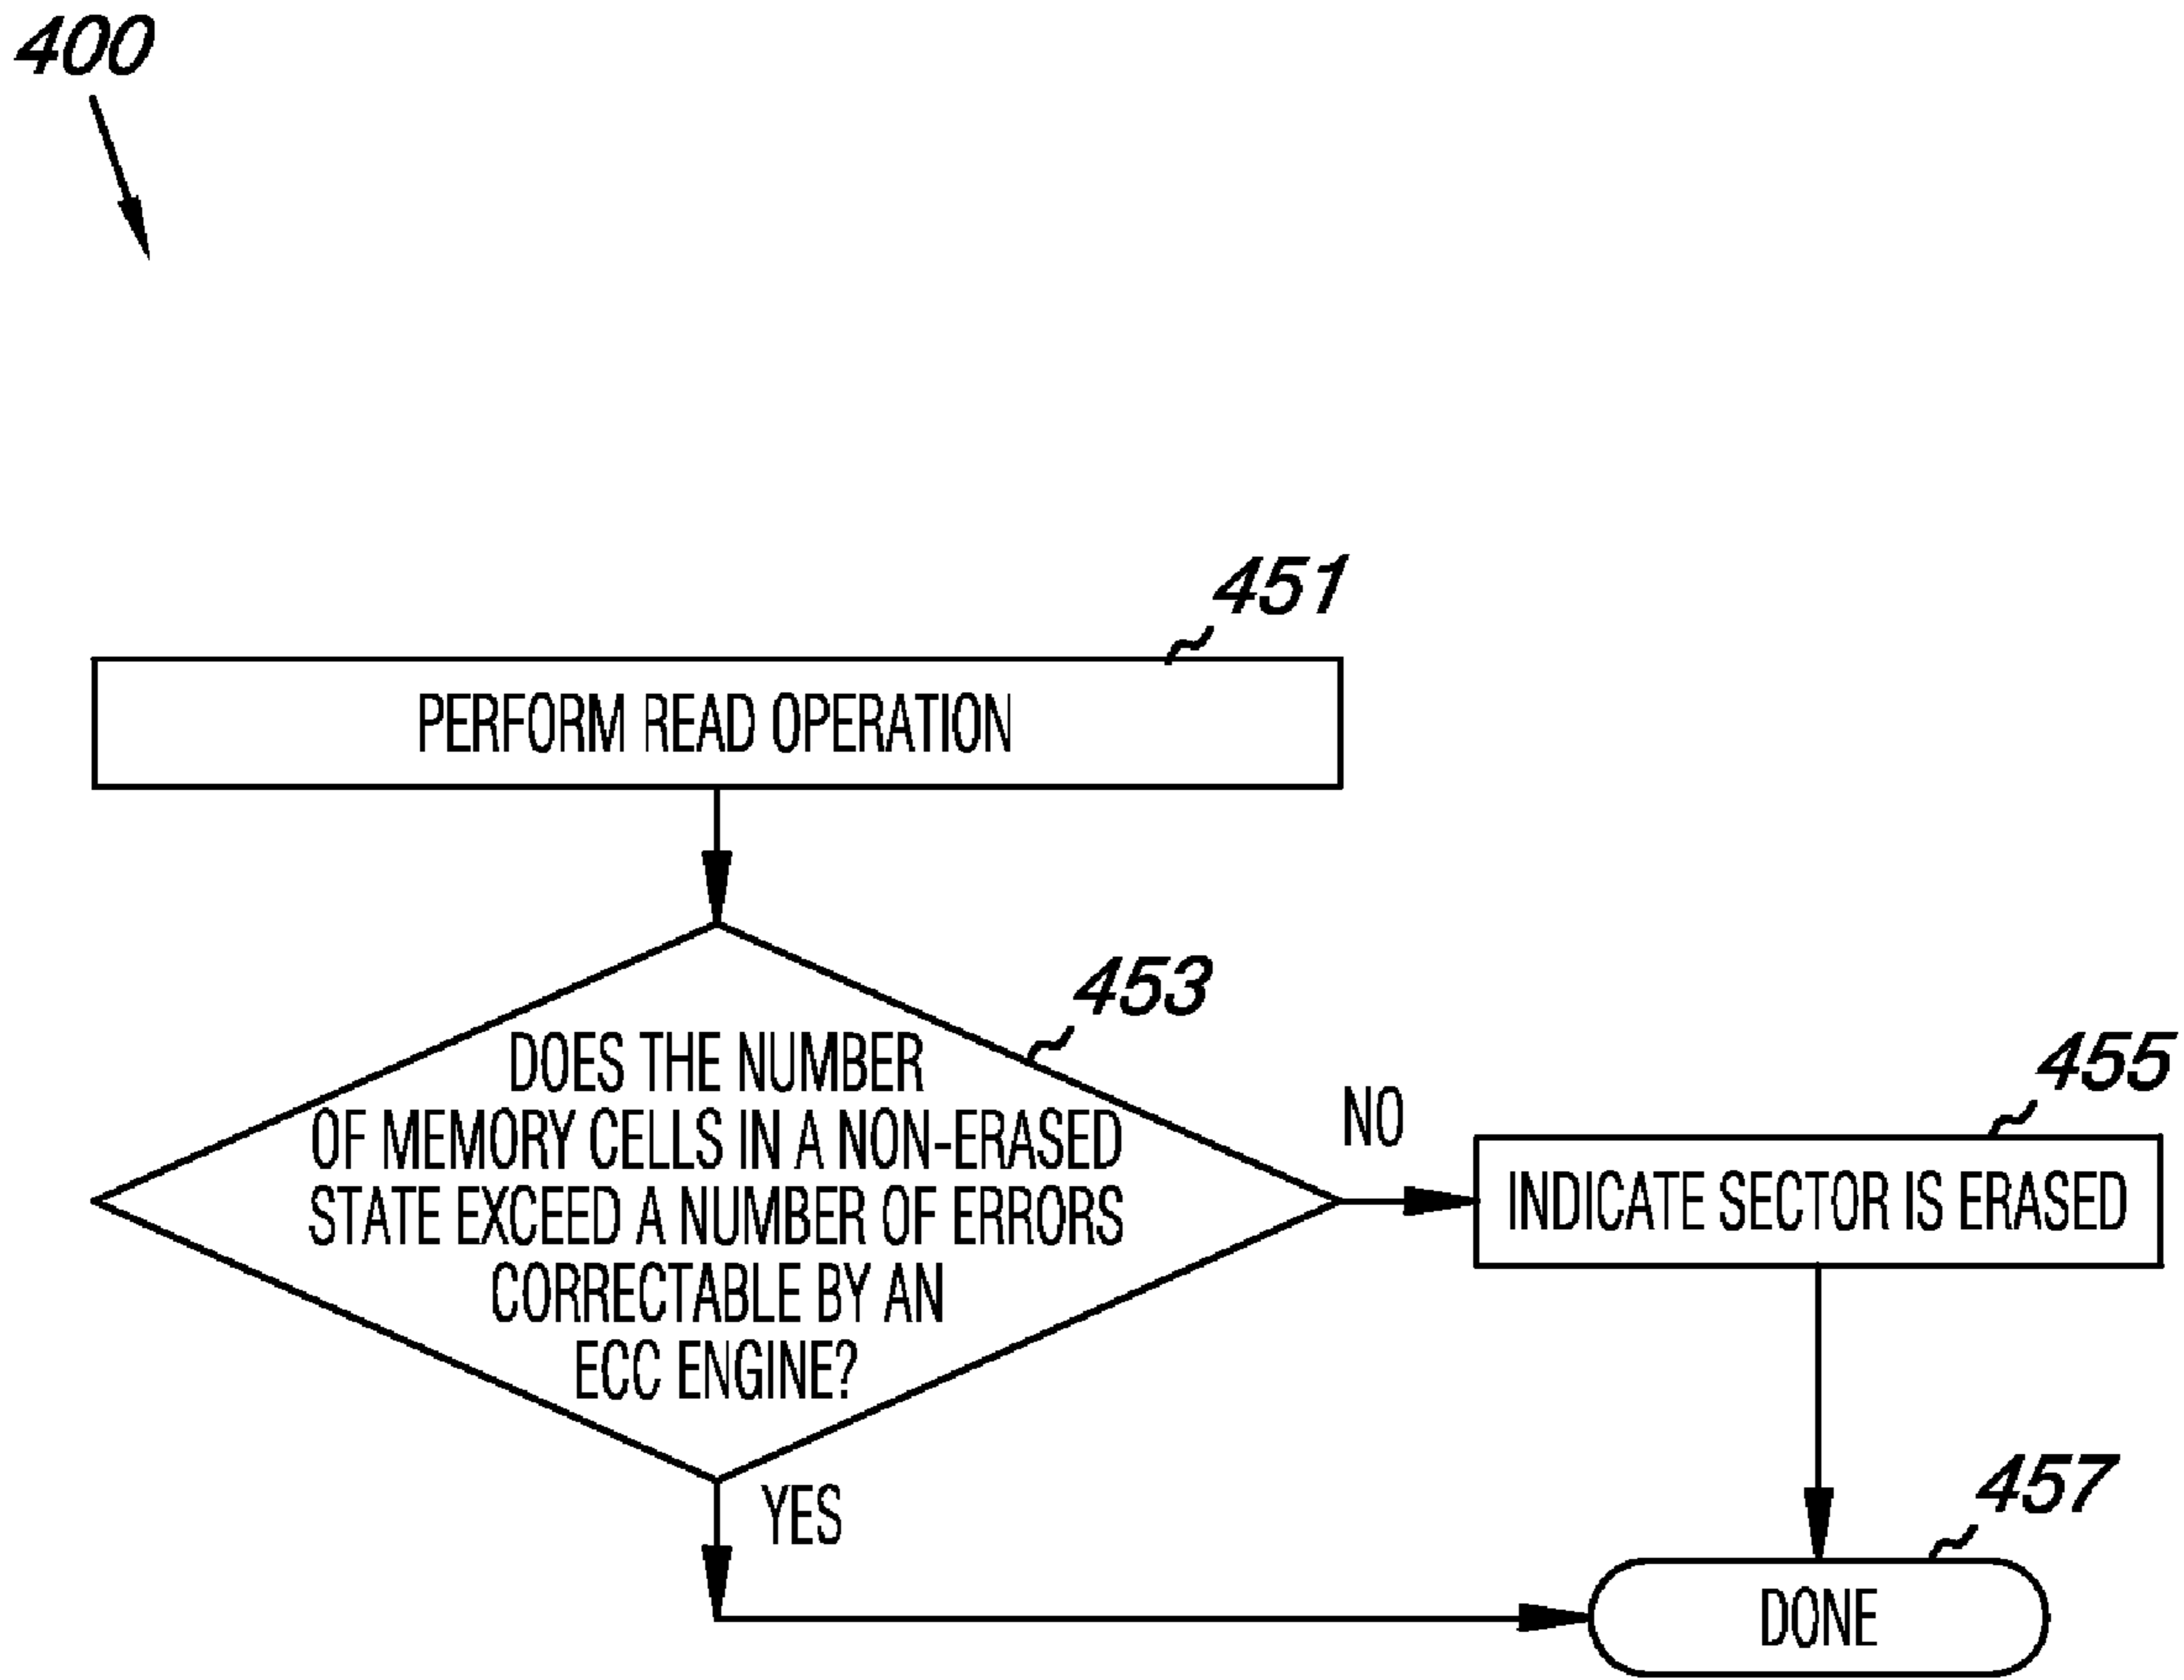 400
451
PERFORM READ OPERATION
453
DOES THE NUMBER
OF MEMORY CELLS IN A NON-ERASED
STATE EXCEED A NUMBER OF ERRORS
CORRECTABLE BY AN
ECC ENGINE?
NO
455
INDICATE SECTOR IS ERASED
YES
457
DONE